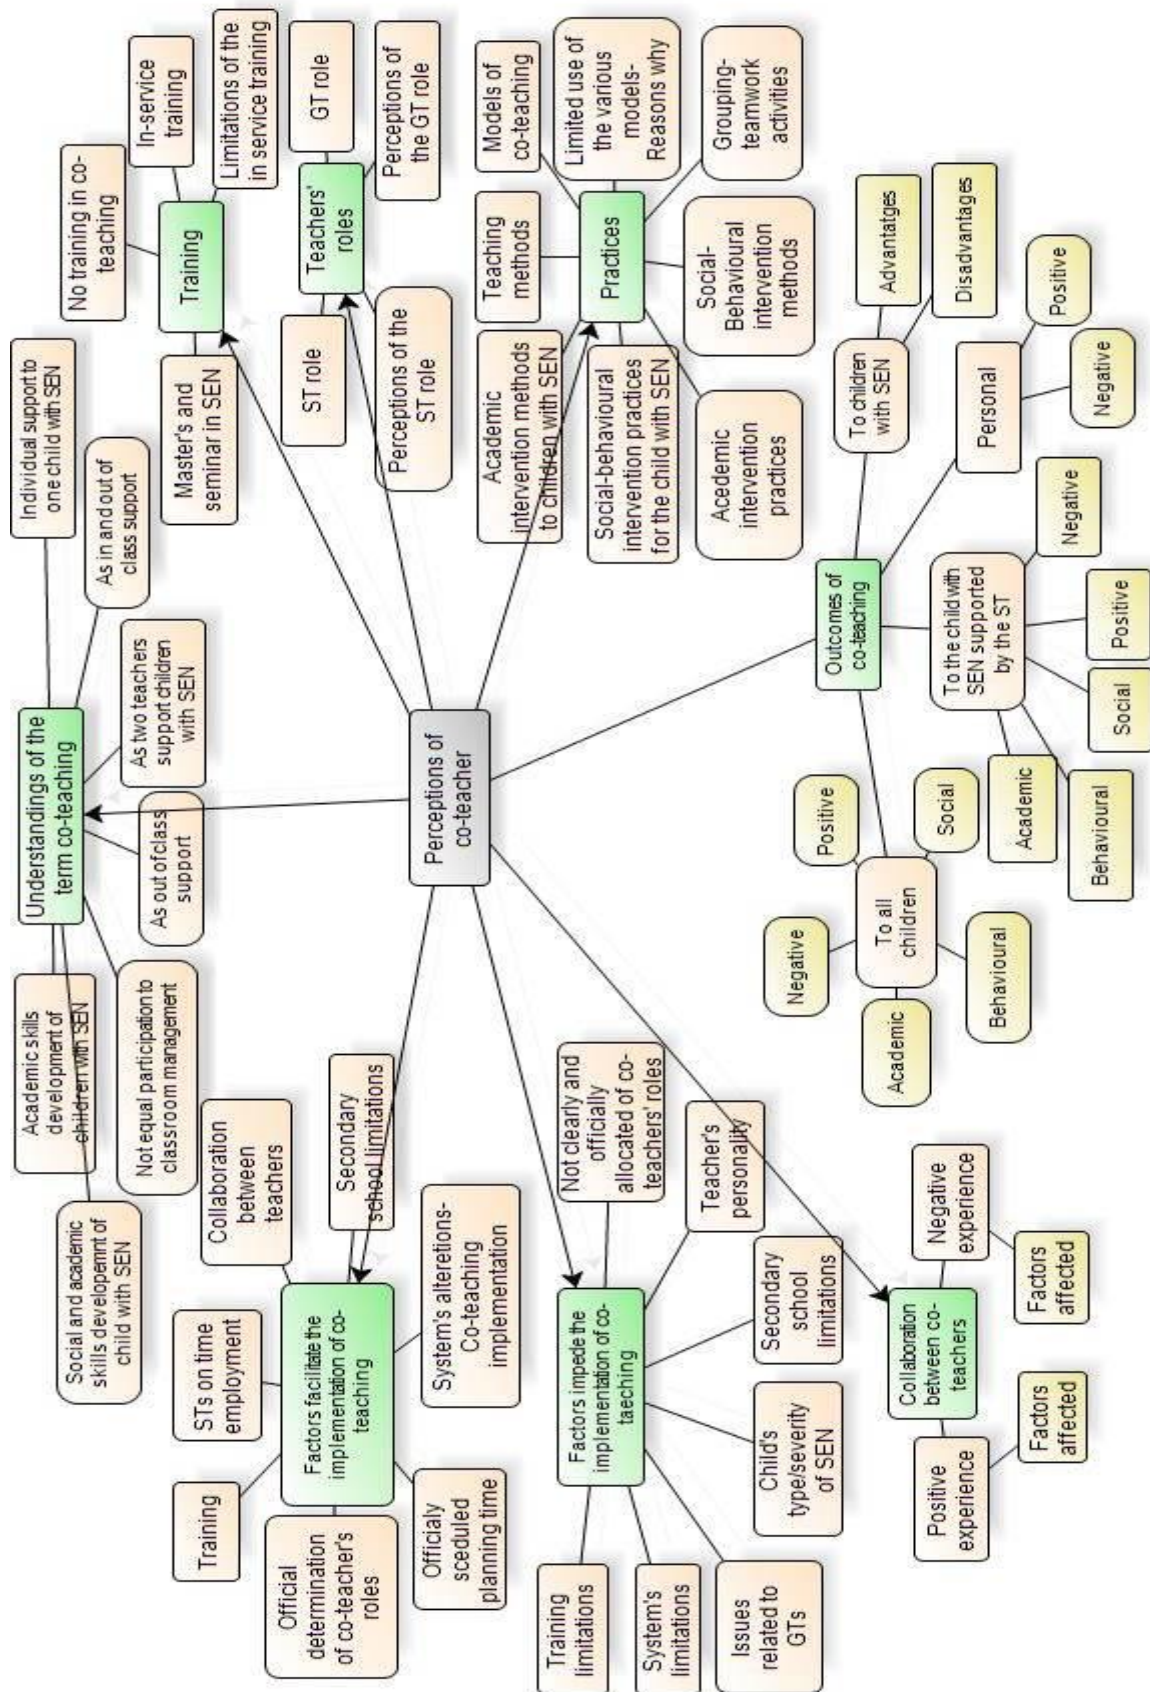 Perceptions of
co-teacher
Understandings of the
term co-teaching
Social and academic
skills developemnt of
child with SEN
Academic skills
development of
children with SEN
Not equal participation to
classroom management
As out of class
support
As two teachers
support children
with SEN
As in and out of
class support
Individual support to
one child with SEN
Training
No training in co-
teaching
In-service
training
Limitations of the
in service training
Master's and
seminar in SEN
Teachers'
roles
ST role
GT role
Perceptions of the
ST role
Perceptions of
the GT role
Practices
Academic
intervention methods
to children with SEN
Teaching
methods
Models of
co-teaching
Limited use of
the various
models-
Reasons why
Social-behavioural
intervention practices
for the child with SEN
Acedemic
intervention
practices
Social-
Behavioural
intervention
methods
Grouping-
teamwork
activities
Factors facilitate the
implementation of co-
teaching
Training
STs on time
employment
Collaboration
between
teachers
Secondary
school limitations
Official
determination
of co-teacher's
roles
Officialy
sceduled
planning time
System's alteretions-
Co-teaching
implementation
Factors impede the
implementation of co-
taeching
Training
limitations
System's
limitations
Issues
related to
GTs
Child's
type/severity
of SEN
Secondary
school
limitations
Teacher's
personality
Not clearly and
officially
allocated of co-
teachers' roles
Collaboration
between co-
teachers
Positive
experience
Factors
affected
Negative
experience
Factors
affected
Outcomes of
co-teaching
To all
children
Negative
Positive
Academic
Social
Behavioural
To the child with
SEN supported
by the ST
Academic
Behavioural
Social
Positive
Negative
Personal
Positive
Negative
To children
with SEN
Advantatges
Disadvantages